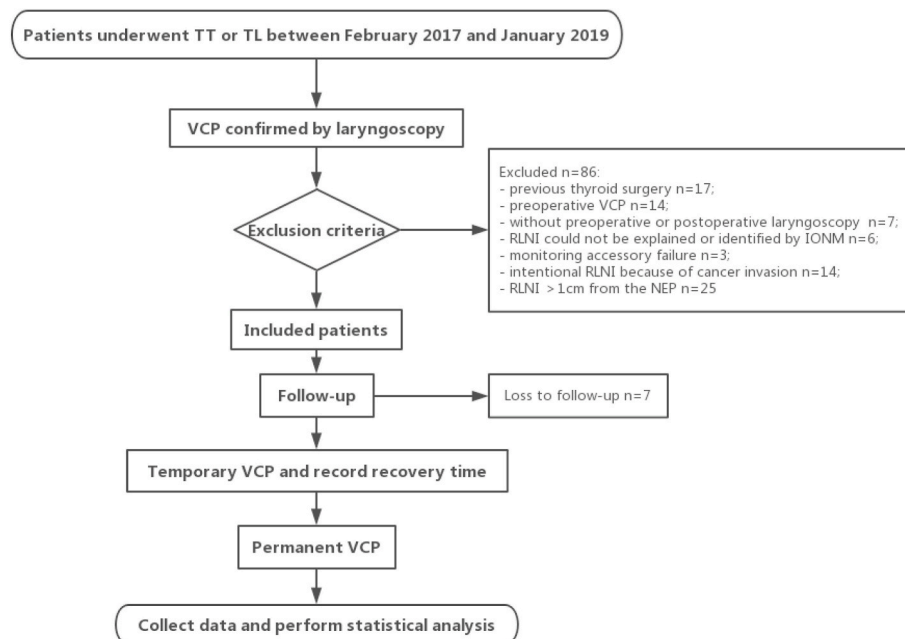 Patients underwent TT or TL between February 2017 and January 2019
VCP confirmed by laryngoscopy
Exclusion criteria
Excluded n=86:
- previous thyroid surgery n=17;
- preoperative VCP n=14;
- without preoperative or postoperative laryngoscopy n=7;
- RLNI could not be explained or identified by IONM n=6;
- monitoring accessory failure n=3;
- intentional RLNI because of cancer invasion n=14;
- RLNI >1cm from the NEP n=25
Included patients
Follow-up
Loss to follow-up n=7
Temporary VCP and record recovery time
Permanent VCP
Collect data and perform statistical analysis